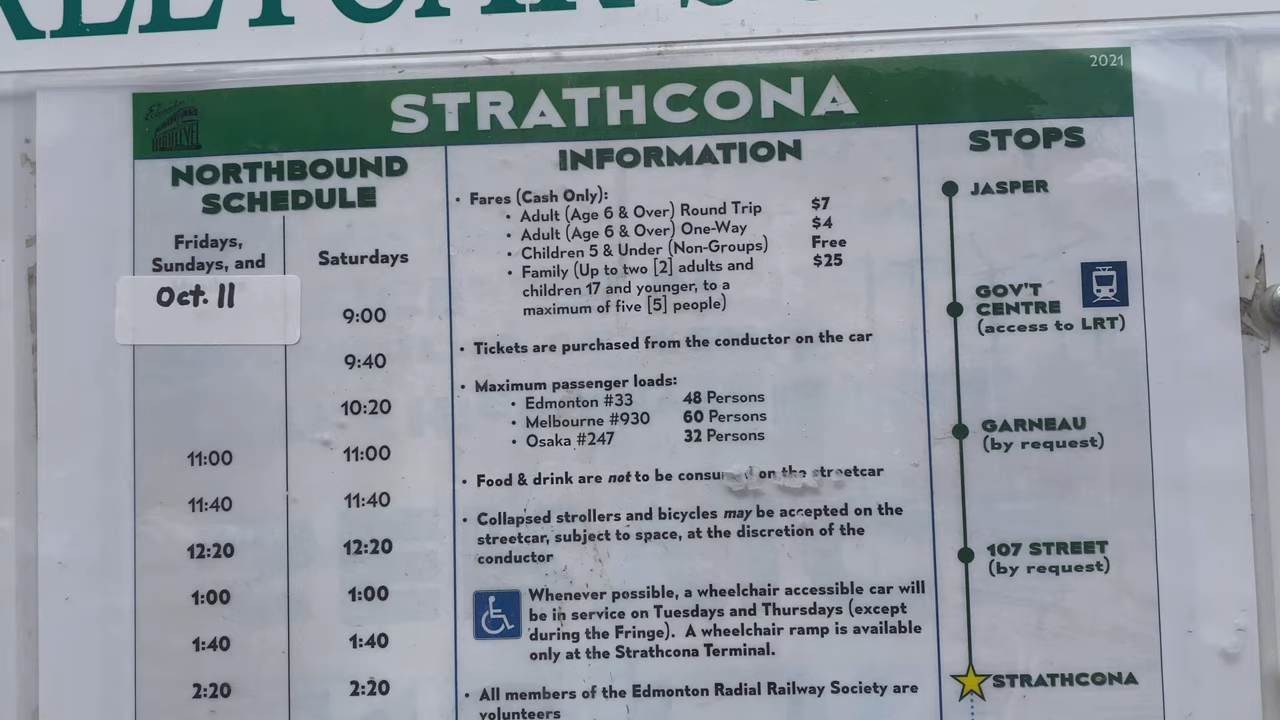 STRATHCONA
2021
NORTHBOUND
SCHEDULE
Fridays,
Sundays, and
Oct. 11
11:00
11:40
12:20
1:00
1:40
2:20
Saturdays
9:00
9:40
10:20
11:00
11:40
12:20
1:00
1:40
2:20
INFORMATION
• Fares (Cash Only):
• Adult (Age 6 & Over) Round Trip $7
• Adult (Age 6 & Over) One-Way $4
• Children 5 & Under (Non-Groups) Free
• Family (Up to two [2] adults and $25
children 17 and younger, to a
maximum of five [5] people)
• Tickets are purchased from the conductor on the car
• Maximum passenger loads:
• Edmonton #33 48 Persons
• Melbourne #930 60 Persons
• Osaka #247 32 Persons
• Food & drink are not to be on the streetcar
• Collapsed strollers and bicycles may be accepted on the
streetcar, subject to space, at the discretion of the
conductor
Whenever possible, a wheelchair accessible car will
be in service on Tuesdays and Thursdays (except
during the Fringe). A wheelchair ramp is available
only at the Strathcona Terminal.
• All members of the Edmonton Radial Railway Society are
volunteers
STOPS
JASPER
GOV'T
CENTRE
(access to LRT)
GARNEAU
(by request)
107 STREET
(by request)
STRATHCONA